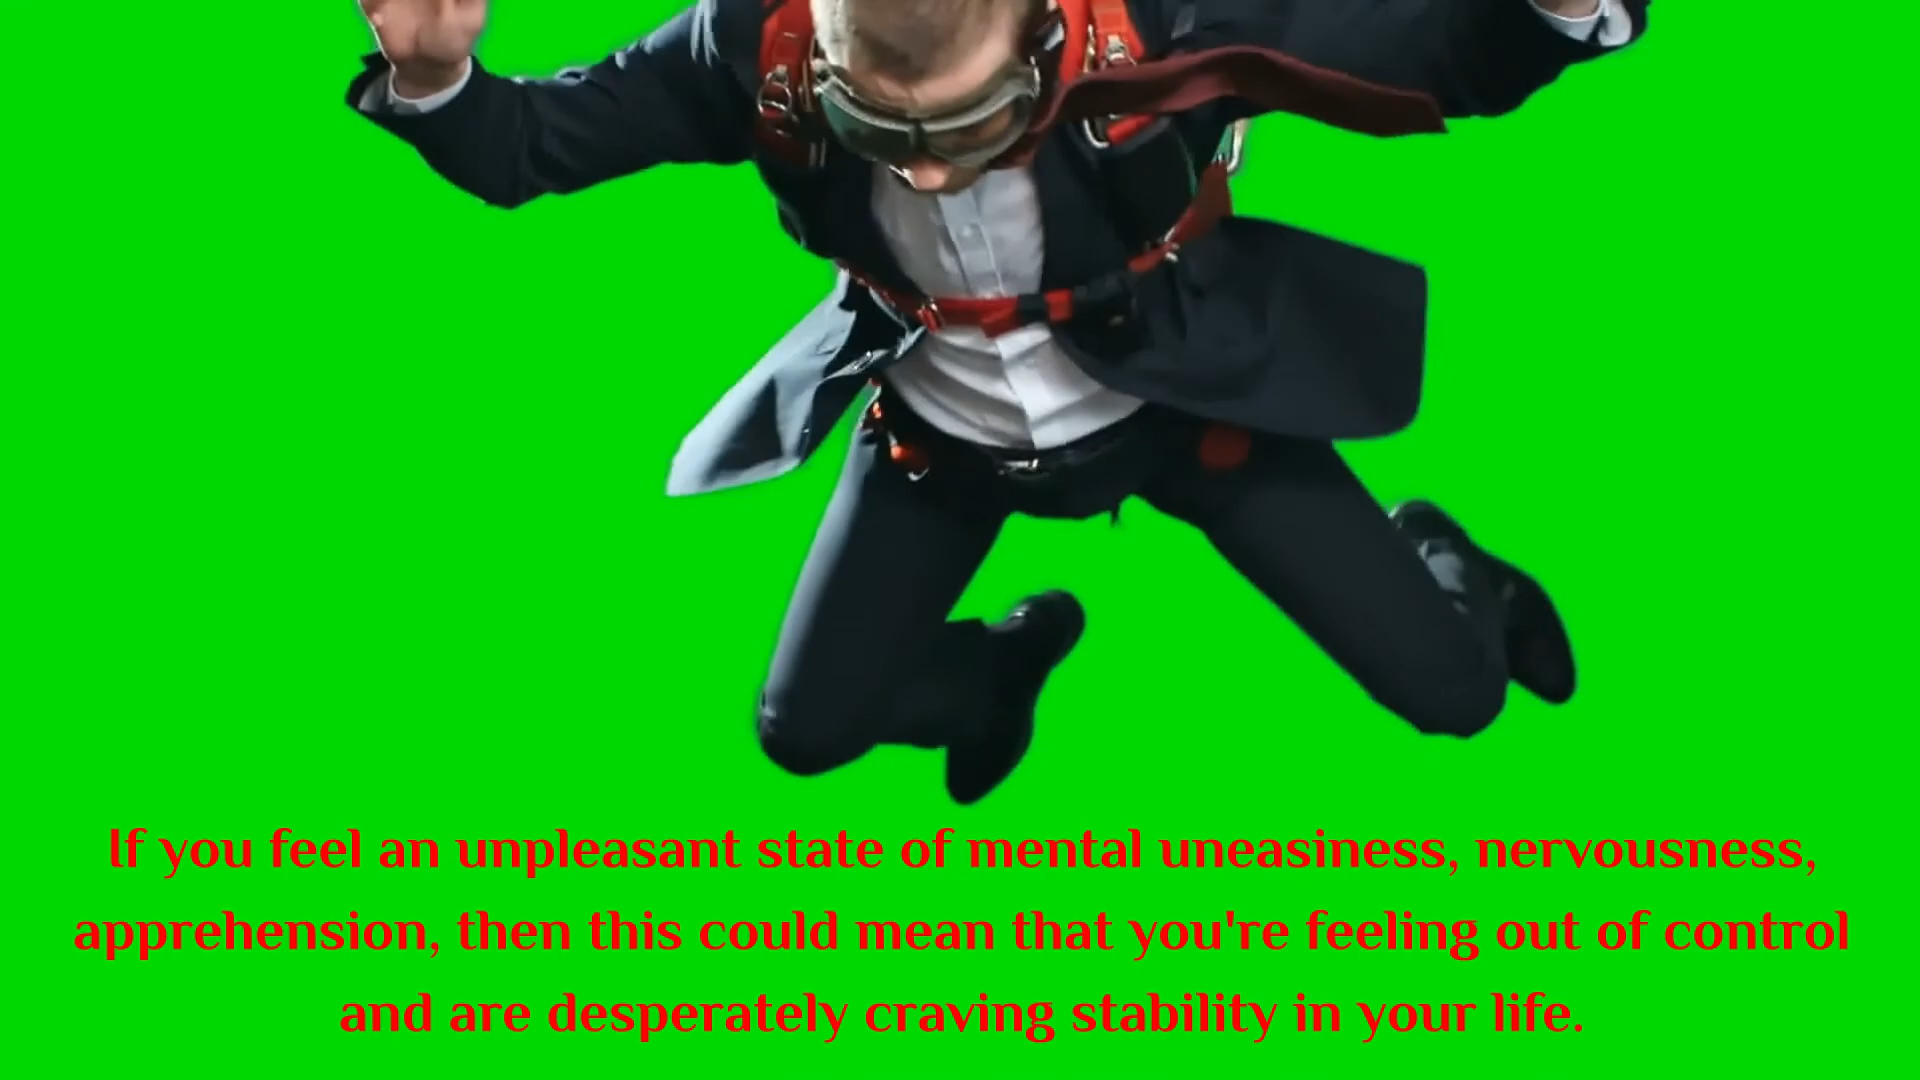 If you feel an unpleasant state of mental uneasiness, nervousness,
apprehension, then this could mean that you're feeling out of control
and are desperately craving stability in your life.